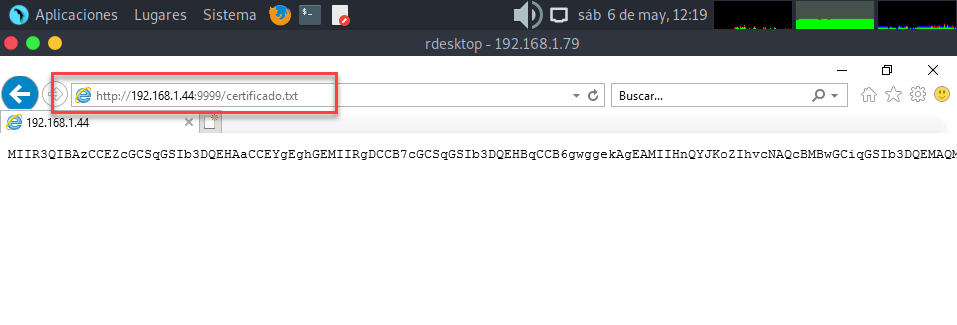 Aplicaciones Lugares Sistema sáb 6 de may, 12:19
rdesktop - 192.168.1.79
http://192.168.1.44:9999/certificado.txt Buscar...
192.168.1.44
MIIR3QIBAzCCEZcGCSqGSIb3DQEHAaCCEYgEghGEMIIRgDCCB7cGCSqGSIb3DQEHBqCCB6gwggekAgEAMIIHnQYJKoZIhvcNAQcBMBwGCiqGSIb3DQEMAQM